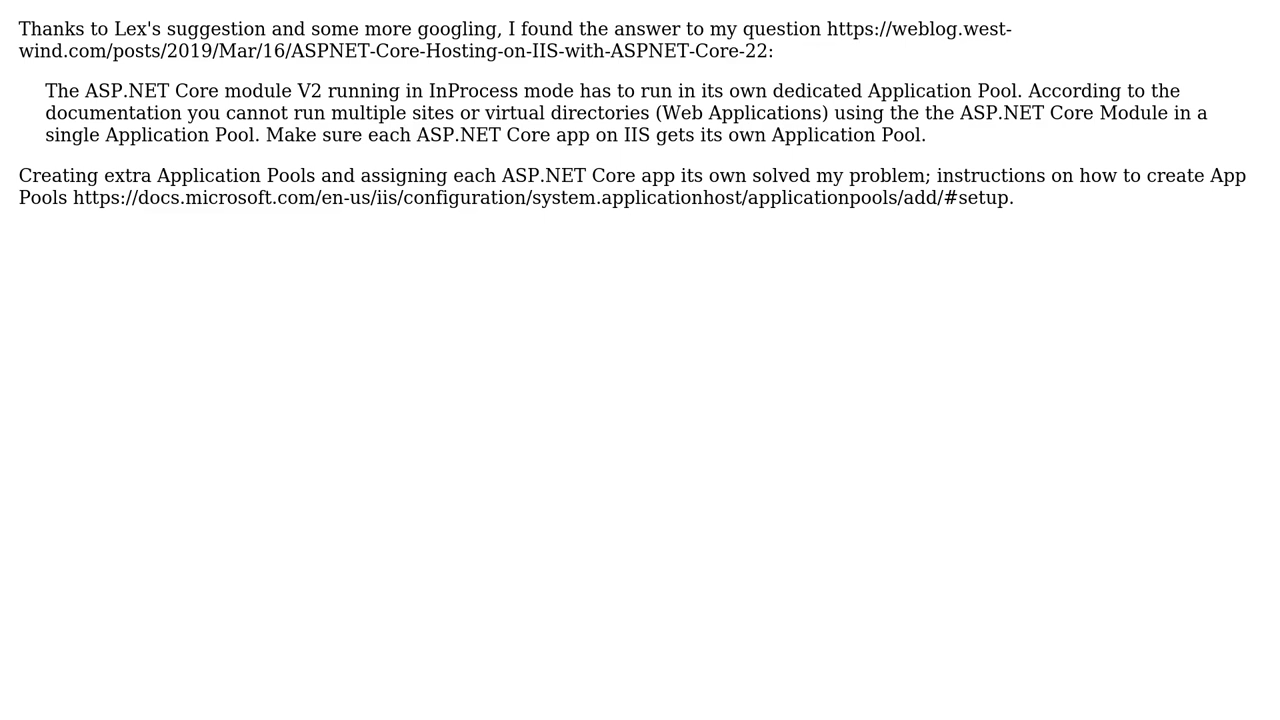 Thanks to Lex's suggestion and some more googling, I found the answer to my question https://weblog.west-
wind.com/posts/2019/Mar/16/ASPNET-Core-Hosting-on-IIS-with-ASPNET-Core-22:
The ASP.NET Core module V2 running in InProcess mode has to run in its own dedicated Application Pool. According to the
documentation you cannot run multiple sites or virtual directories (Web Applications) using the the ASP.NET Core Module in a
single Application Pool. Make sure each ASP.NET Core app on IIS gets its own Application Pool.
Creating extra Application Pools and assigning each ASP.NET Core app its own solved my problem; instructions on how to create App
Pools https://docs.microsoft.com/en-us/iis/configuration/system.applicationhost/applicationpools/add/#setup.